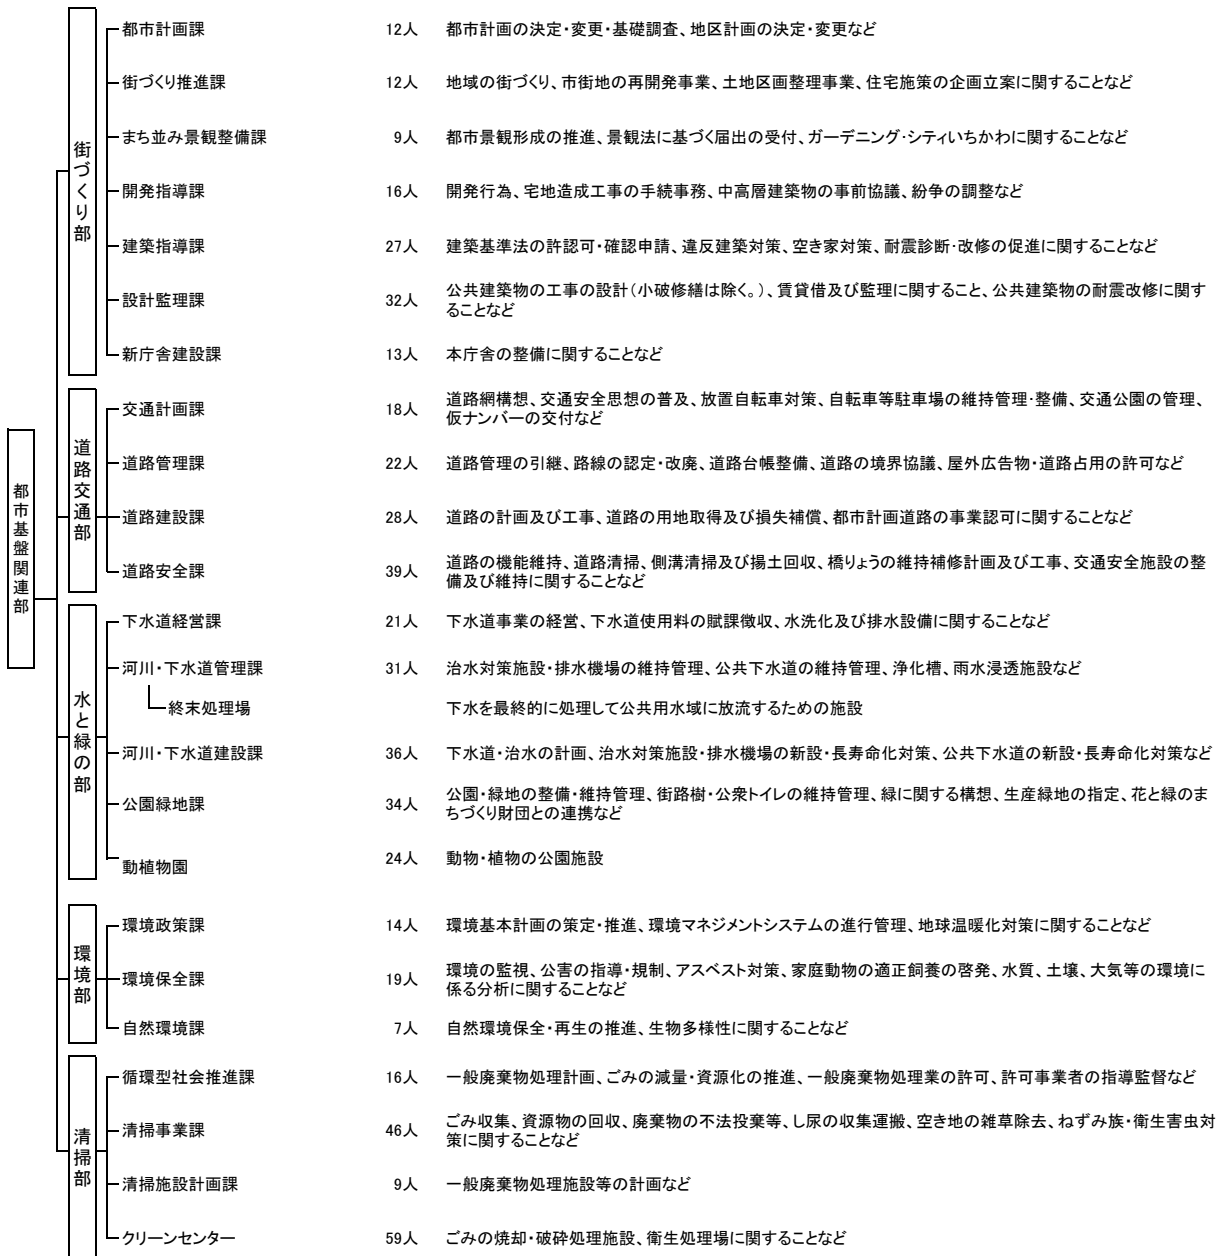 都市基盤関連部
街づくり部
都市計画課 12人 都市計画の決定・変更・基礎調査、地区計画の決定・変更など
街づくり推進課 12人 地域の街づくり、市街地の再開発事業、土地区画整理事業、住宅施策の企画立案に関することなど
まち並み景観整備課 9人 都市景観形成の推進、景観法に基づく届出の受付、ガーデニング・シティいちかわに関することなど
開発指導課 16人 開発行為、宅地造成工事の手続事務、中高層建築物の事前協議、紛争の調整など
建築指導課 27人 建築基準法の許認可・確認申請、違反建築対策、空き家対策、耐震診断・改修の促進に関することなど
設計監理課 32人 公共建築物の工事の設計(小破修繕は除く。)、賃貸借及び監理に関すること、公共建築物の耐震改修に関す
ることなど
新庁舎建設課 13人 本庁舎の整備に関することなど
道路交通部
交通計画課 18人 道路網構想、交通安全思想の普及、放置自転車対策、自転車等駐車場の維持管理・整備、交通公園の管理、
仮ナンバーの交付など
道路管理課 22人 道路管理の引継、路線の認定・改廃、道路台帳整備、道路の境界協議、屋外広告物・道路占用の許可など
道路建設課 28人 道路の計画及び工事、道路の用地取得及び損失補償、都市計画道路の事業認可に関することなど
道路安全課 39人 道路の機能維持、道路清掃、側溝清掃及び揚土回収、橋りょうの維持補修計画及び工事、交通安全施設の整
備及び維持に関することなど
水と緑の部
下水道経営課 21人 下水道事業の経営、下水道使用料の賦課徴収、水洗化及び排水設備に関することなど
河川・下水道管理課 31人 治水対策施設・排水機場の維持管理、公共下水道の維持管理、浄化槽、雨水浸透施設など
終末処理場 下水を最終的に処理して公共用水域に放流するための施設
河川・下水道建設課 36人 下水道・治水の計画、治水対策施設・排水機場の新設・長寿命化対策、公共下水道の新設・長寿命化対策など
公園緑地課 34人 公園・緑地の整備・維持管理、街路樹・公衆トイレの維持管理、緑に関する構想、生産緑地の指定、花と緑のま
ちづくり財団との連携など
動植物園 24人 動物・植物の公園施設
環境部
環境政策課 14人 環境基本計画の策定・推進、環境マネジメントシステムの進行管理、地球温暖化対策に関することなど
環境保全課 19人 環境の監視、公害の指導・規制、アスベスト対策、家庭動物の適正飼養の啓発、水質、土壌、大気等の環境に
係る分析に関することなど
自然環境課 7人 自然環境保全・再生の推進、生物多様性に関することなど
清掃部
循環型社会推進課 16人 一般廃棄物処理計画、ごみの減量・資源化の推進、一般廃棄物処理業の許可、許可事業者の指導監督など
清掃事業課 46人 ごみ収集、資源物の回収、廃棄物の不法投棄等、し尿の収集運搬、空き地の雑草除去、ねずみ族・衛生害虫対
策に関することなど
清掃施設計画課 9人 一般廃棄物処理施設等の計画など
クリーンセンター 59人 ごみの焼却・破砕処理施設、衛生処理場に関することなど